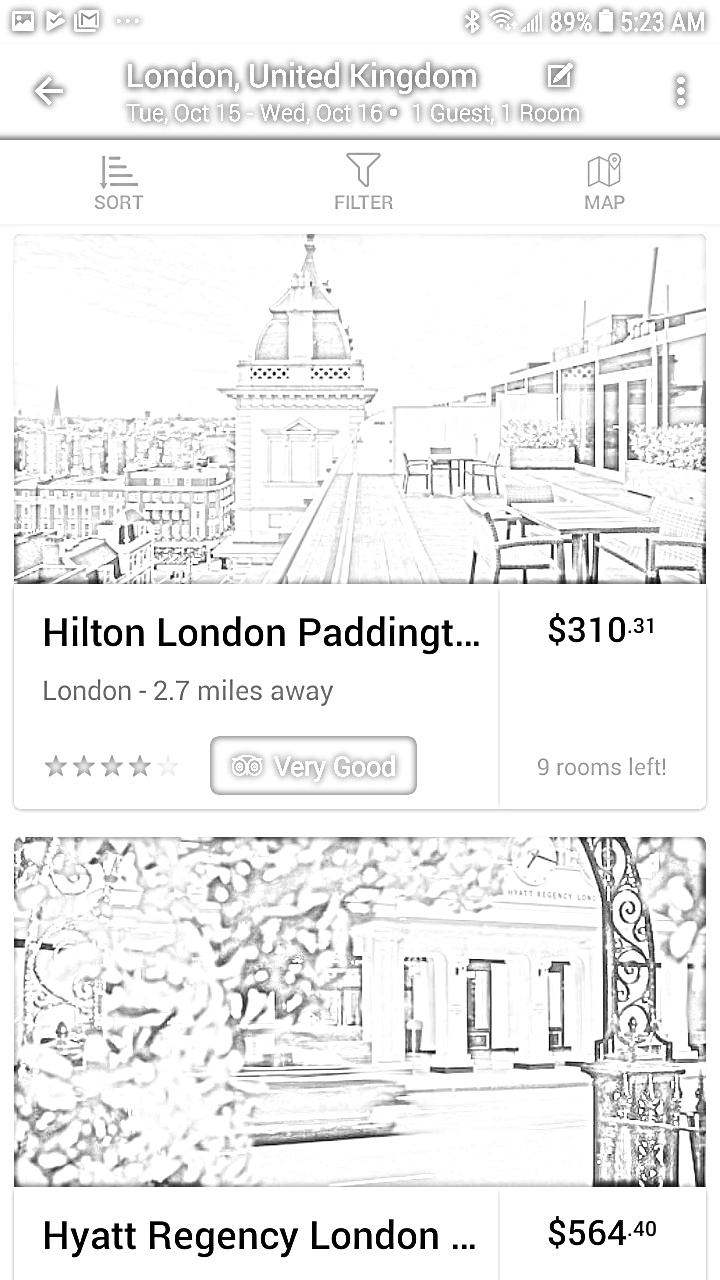 89% 5:23 AM
London, United Kingdom
Tue, Oct 15 - Wed, Oct 16 • 1 Guest, 1 Room
SORT FILTER MAP
Hilton London Paddingt... $310.31
London - 2.7 miles away
Very Good 9 rooms left!
HYATT REGENCY LOND
Hyatt Regency London ... $564.40